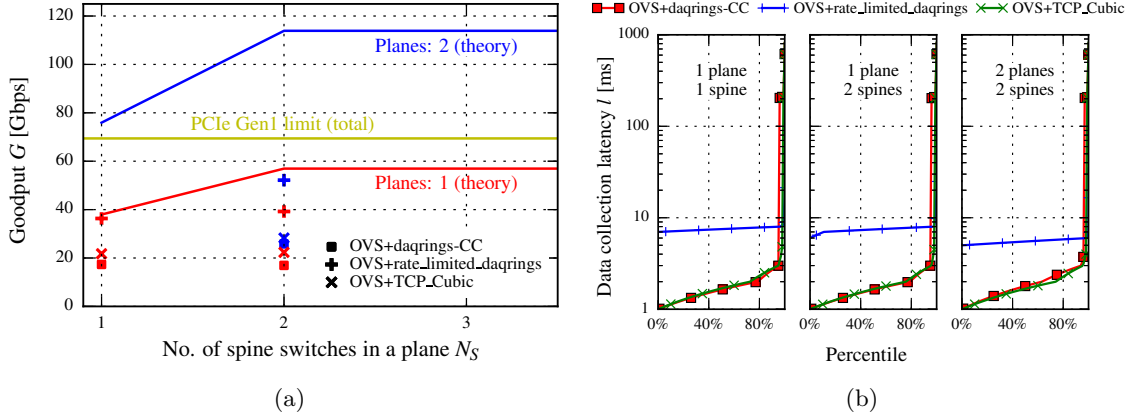 120
100
80
60
40
20
0
Goodput G [Gbps]
Planes: 2 (theory)
PCIe Gen1 limit (total)
Planes: 1 (theory)
OVS+daqrings-CC
OVS+rate_limited_daqrings
OVS+TCP_Cubic
1 2 3
No. of spine switches in a plane N_S
(a)
OVS+daqrings-CC OVS+rate_limited_daqrings OVS+TCP_Cubic
1000
100
10
1
Data collection latency l [ms]
1 plane
1 spine
1 plane
2 spines
2 planes
2 spines
0% 40% 80% 0% 40% 80% 0% 40% 80%
Percentile
(b)